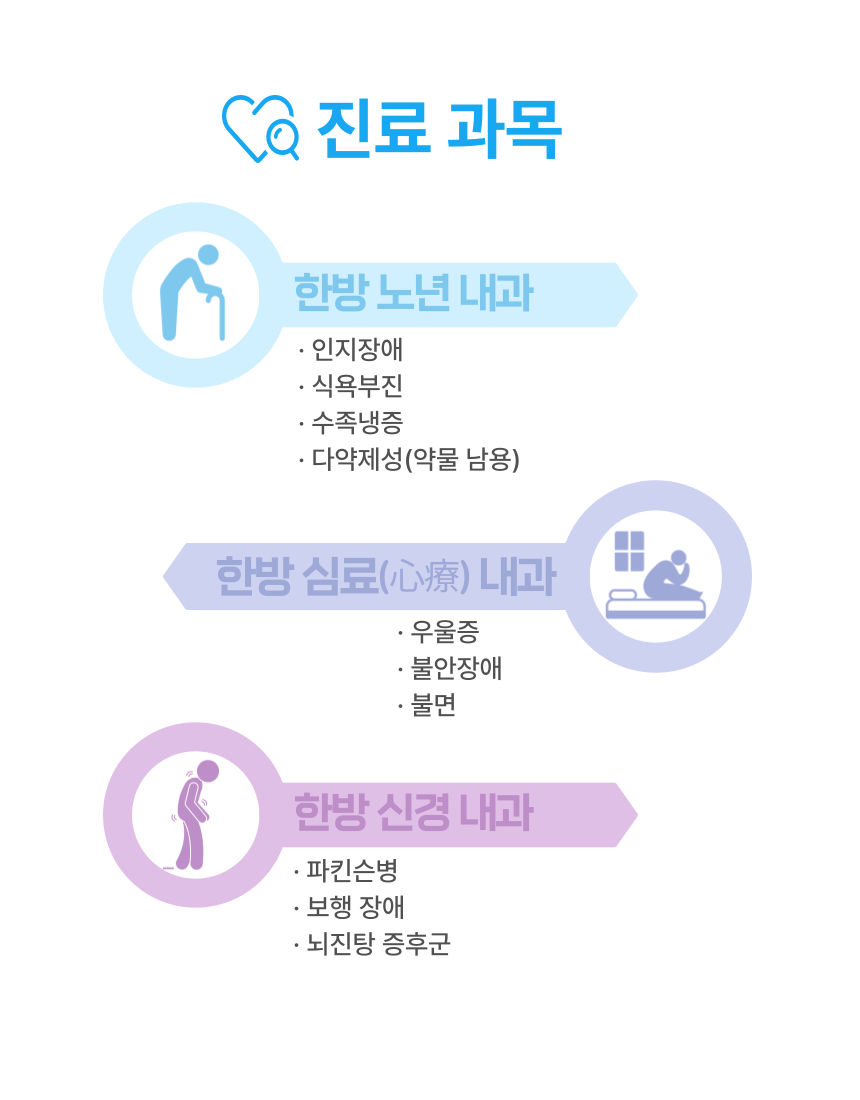 진료 과목
한방 노년 내과
· 인지장애
· 식욕부진
· 수족냉증
· 다약제성(약물 남용)
한방 심료(心療) 내과
· 우울증
· 불안장애
· 불면
한방 신경 내과
· 파킨슨병
· 보행 장애
· 뇌진탕 증후군